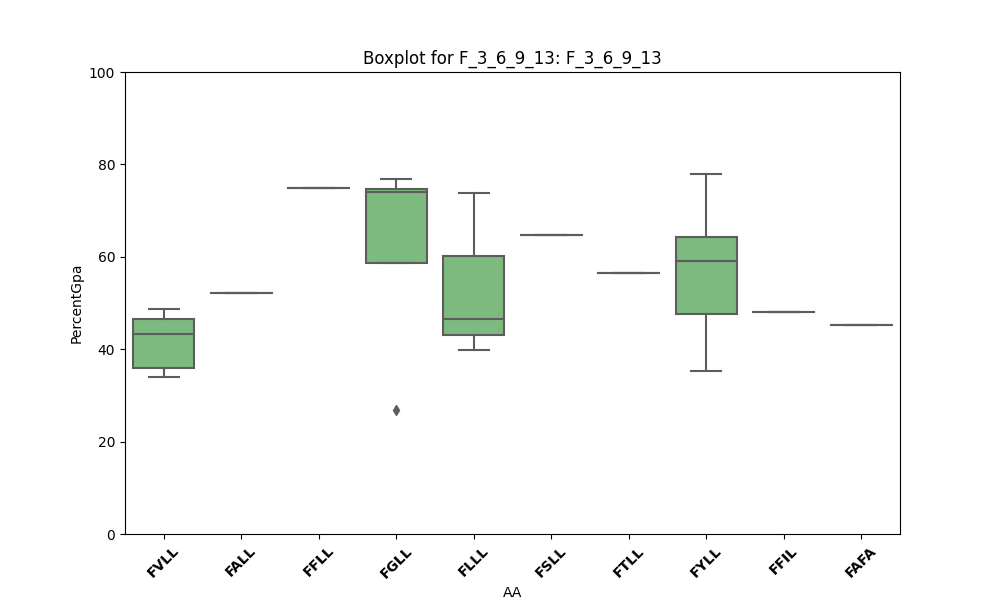 Boxplot for F_3_6_9_13: F_3_6_9_13
PercentGpa
100
80
60
40
20
0
FVLL FALL FFLL FGLL FLLL FSLL FTLL FYLL FFIL FAFA
AA